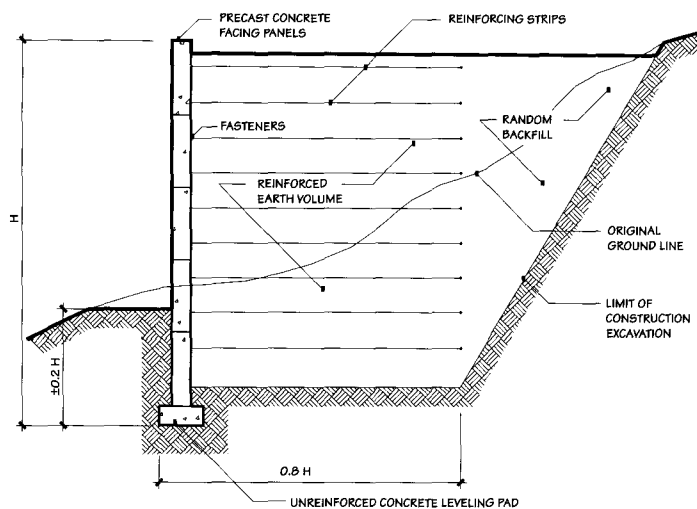 PRECAST CONCRETE
FACING PANELS
REINFORCING STRIPS
FASTENERS
RANDOM
BACKFILL
REINFORCED
EARTH VOLUME
H
ORIGINAL
GROUND LINE
LIMIT OF
CONSTRUCTION
EXCAVATION
±0.2 H
0.8 H
UNREINFORCED CONCRETE LEVELING PAD